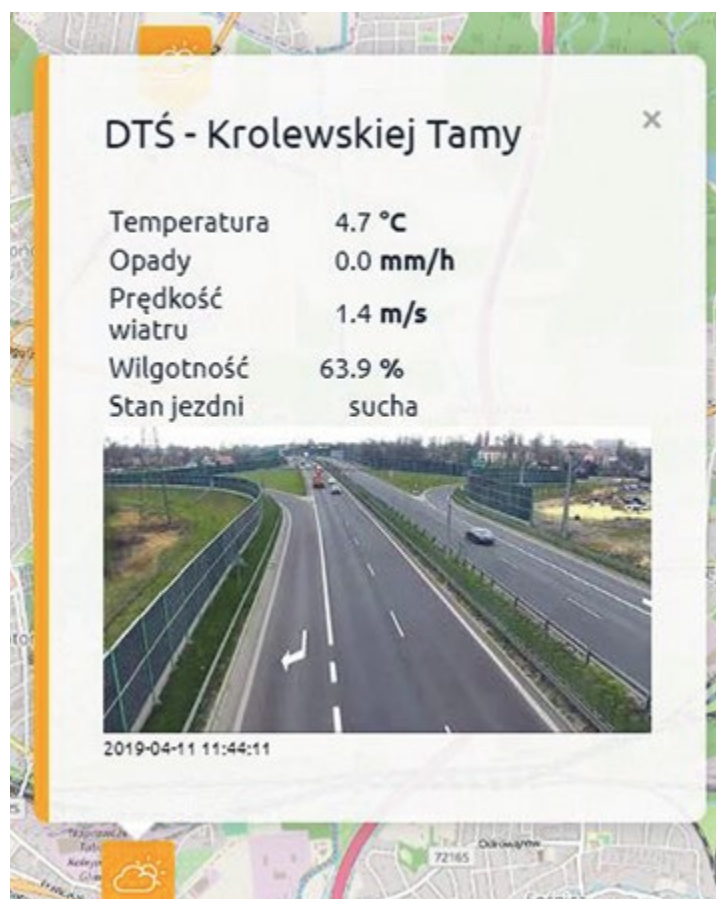 DTŚ - Krolewskiej Tamy
×
Temperatura 4.7 °C
Opady 0.0 mm/h
Prędkość
wiatru 1.4 m/s
Wilgotność 63.9 %
Stan jezdni sucha
2019-04-11 11:44:11
72165